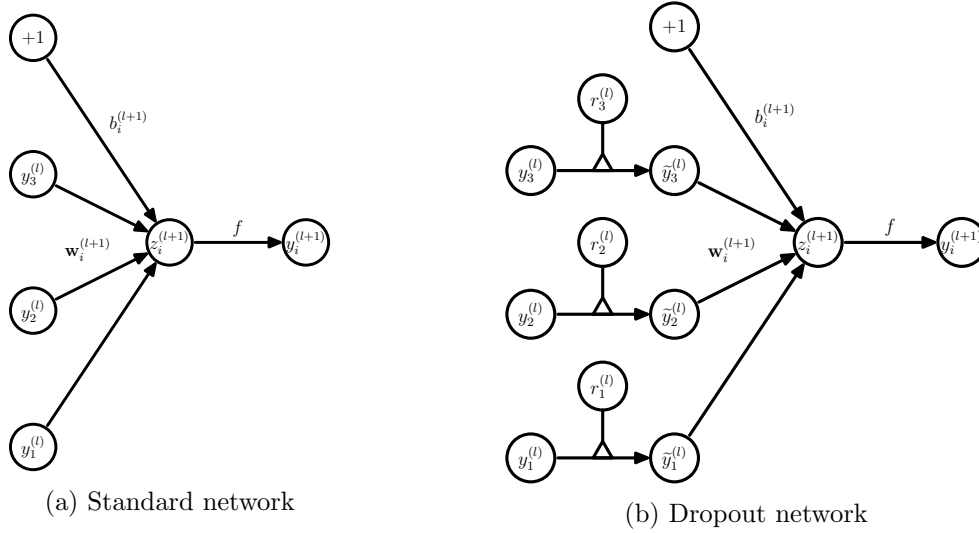 +1
b_i^{(l+1)}
y_3^{(l)}
w_i^{(l+1)}
z_i^{(l+1)}
f
y_i^{(l+1)}
y_2^{(l)}
y_1^{(l)}
(a) Standard network
+1
r_3^{(l)}
b_i^{(l+1)}
y_3^{(l)}
ỹ_3^{(l)}
r_2^{(l)}
w_i^{(l+1)}
z_i^{(l+1)}
f
y_i^{(l+1)}
y_2^{(l)}
ỹ_2^{(l)}
r_1^{(l)}
y_1^{(l)}
ỹ_1^{(l)}
(b) Dropout network